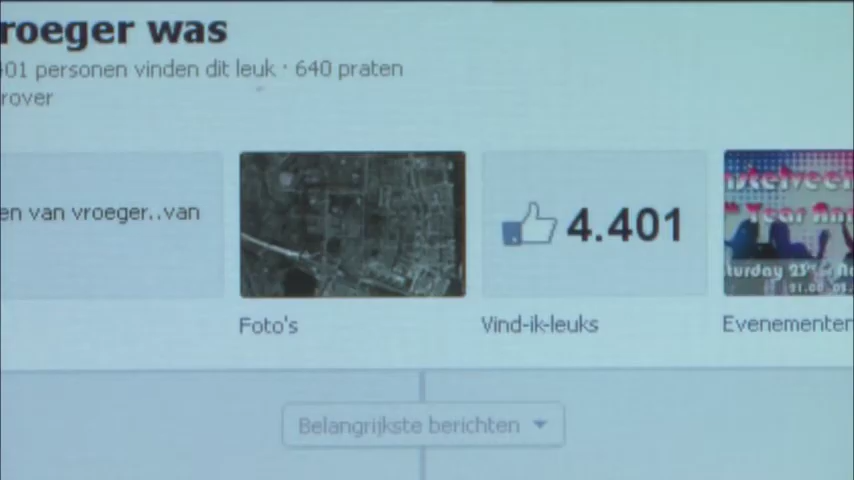 roeger was
401 personen vinden dit leuk · 640 praten
rover
en van vroeger..van
4.401
Foto's
Vind-ik-leuks
Evenementen
Belangrijkste berichten